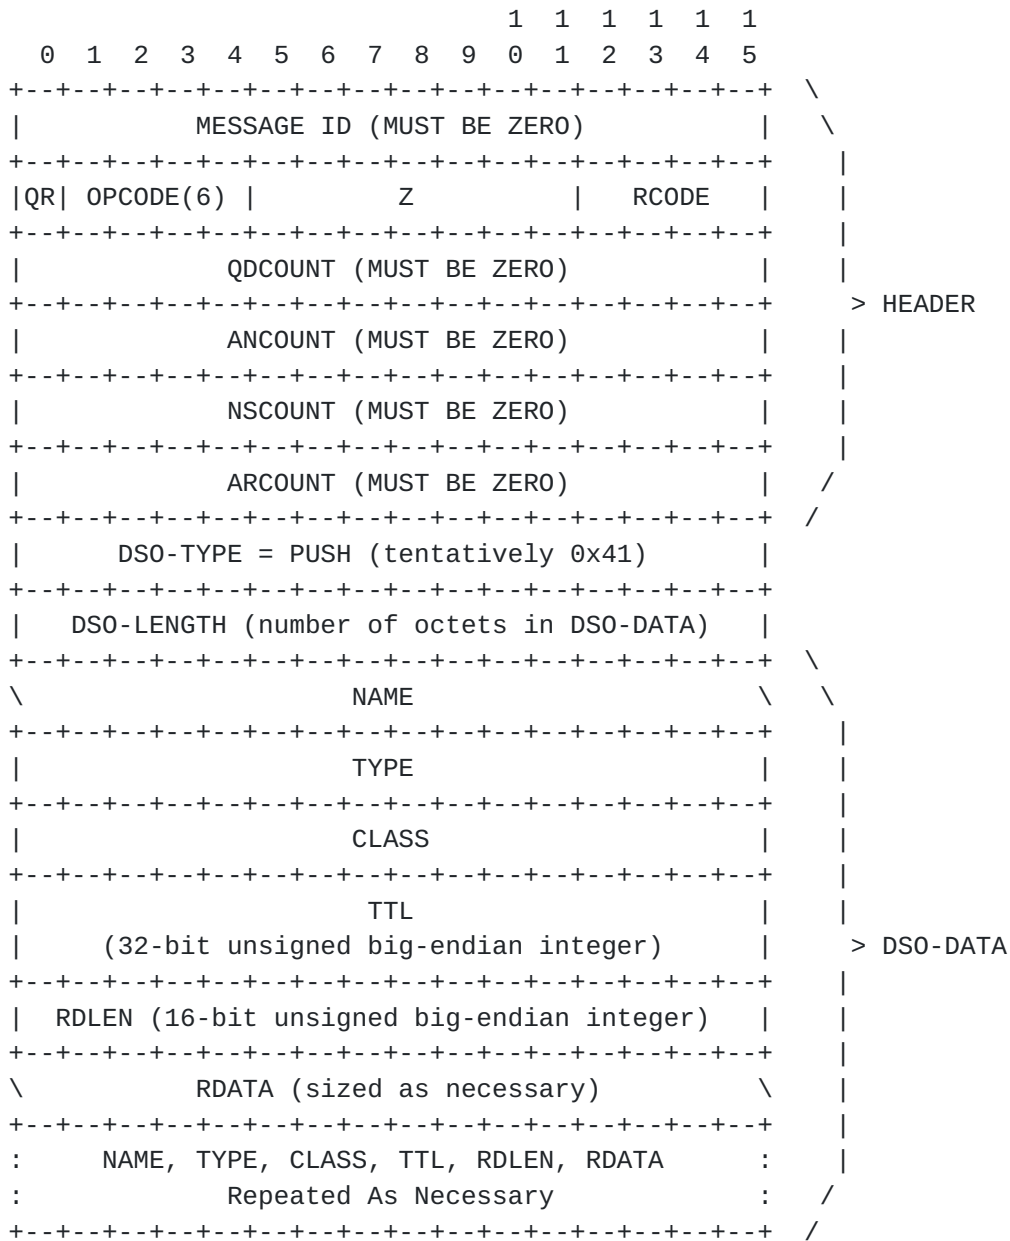 1  1  1  1  1  1
  0  1  2  3  4  5  6  7  8  9  0  1  2  3  4  5
+--+--+--+--+--+--+--+--+--+--+--+--+--+--+--+--+  \
|           MESSAGE ID (MUST BE ZERO)           |   \
+--+--+--+--+--+--+--+--+--+--+--+--+--+--+--+--+    |
|QR| OPCODE(6) |         Z          |   RCODE   |    |
+--+--+--+--+--+--+--+--+--+--+--+--+--+--+--+--+    |
|             QDCOUNT (MUST BE ZERO)            |    |
+--+--+--+--+--+--+--+--+--+--+--+--+--+--+--+--+     > HEADER
|             ANCOUNT (MUST BE ZERO)            |    |
+--+--+--+--+--+--+--+--+--+--+--+--+--+--+--+--+    |
|             NSCOUNT (MUST BE ZERO)            |    |
+--+--+--+--+--+--+--+--+--+--+--+--+--+--+--+--+    |
|             ARCOUNT (MUST BE ZERO)            |   /
+--+--+--+--+--+--+--+--+--+--+--+--+--+--+--+--+  /
|      DSO-TYPE = PUSH (tentatively 0x41)       |
+--+--+--+--+--+--+--+--+--+--+--+--+--+--+--+--+
|   DSO-LENGTH (number of octets in DSO-DATA)   |
+--+--+--+--+--+--+--+--+--+--+--+--+--+--+--+--+  \
\                     NAME                      \   \
+--+--+--+--+--+--+--+--+--+--+--+--+--+--+--+--+    |
|                     TYPE                      |    |
+--+--+--+--+--+--+--+--+--+--+--+--+--+--+--+--+    |
|                     CLASS                     |    |
+--+--+--+--+--+--+--+--+--+--+--+--+--+--+--+--+    |
|                      TTL                      |    |
|     (32-bit unsigned big-endian integer)      |     > DSO-DATA
+--+--+--+--+--+--+--+--+--+--+--+--+--+--+--+--+    |
|  RDLEN (16-bit unsigned big-endian integer)   |    |
+--+--+--+--+--+--+--+--+--+--+--+--+--+--+--+--+    |
\           RDATA (sized as necessary)          \    |
+--+--+--+--+--+--+--+--+--+--+--+--+--+--+--+--+    |
:     NAME, TYPE, CLASS, TTL, RDLEN, RDATA      :    |
:             Repeated As Necessary             :   /
+--+--+--+--+--+--+--+--+--+--+--+--+--+--+--+--+  /